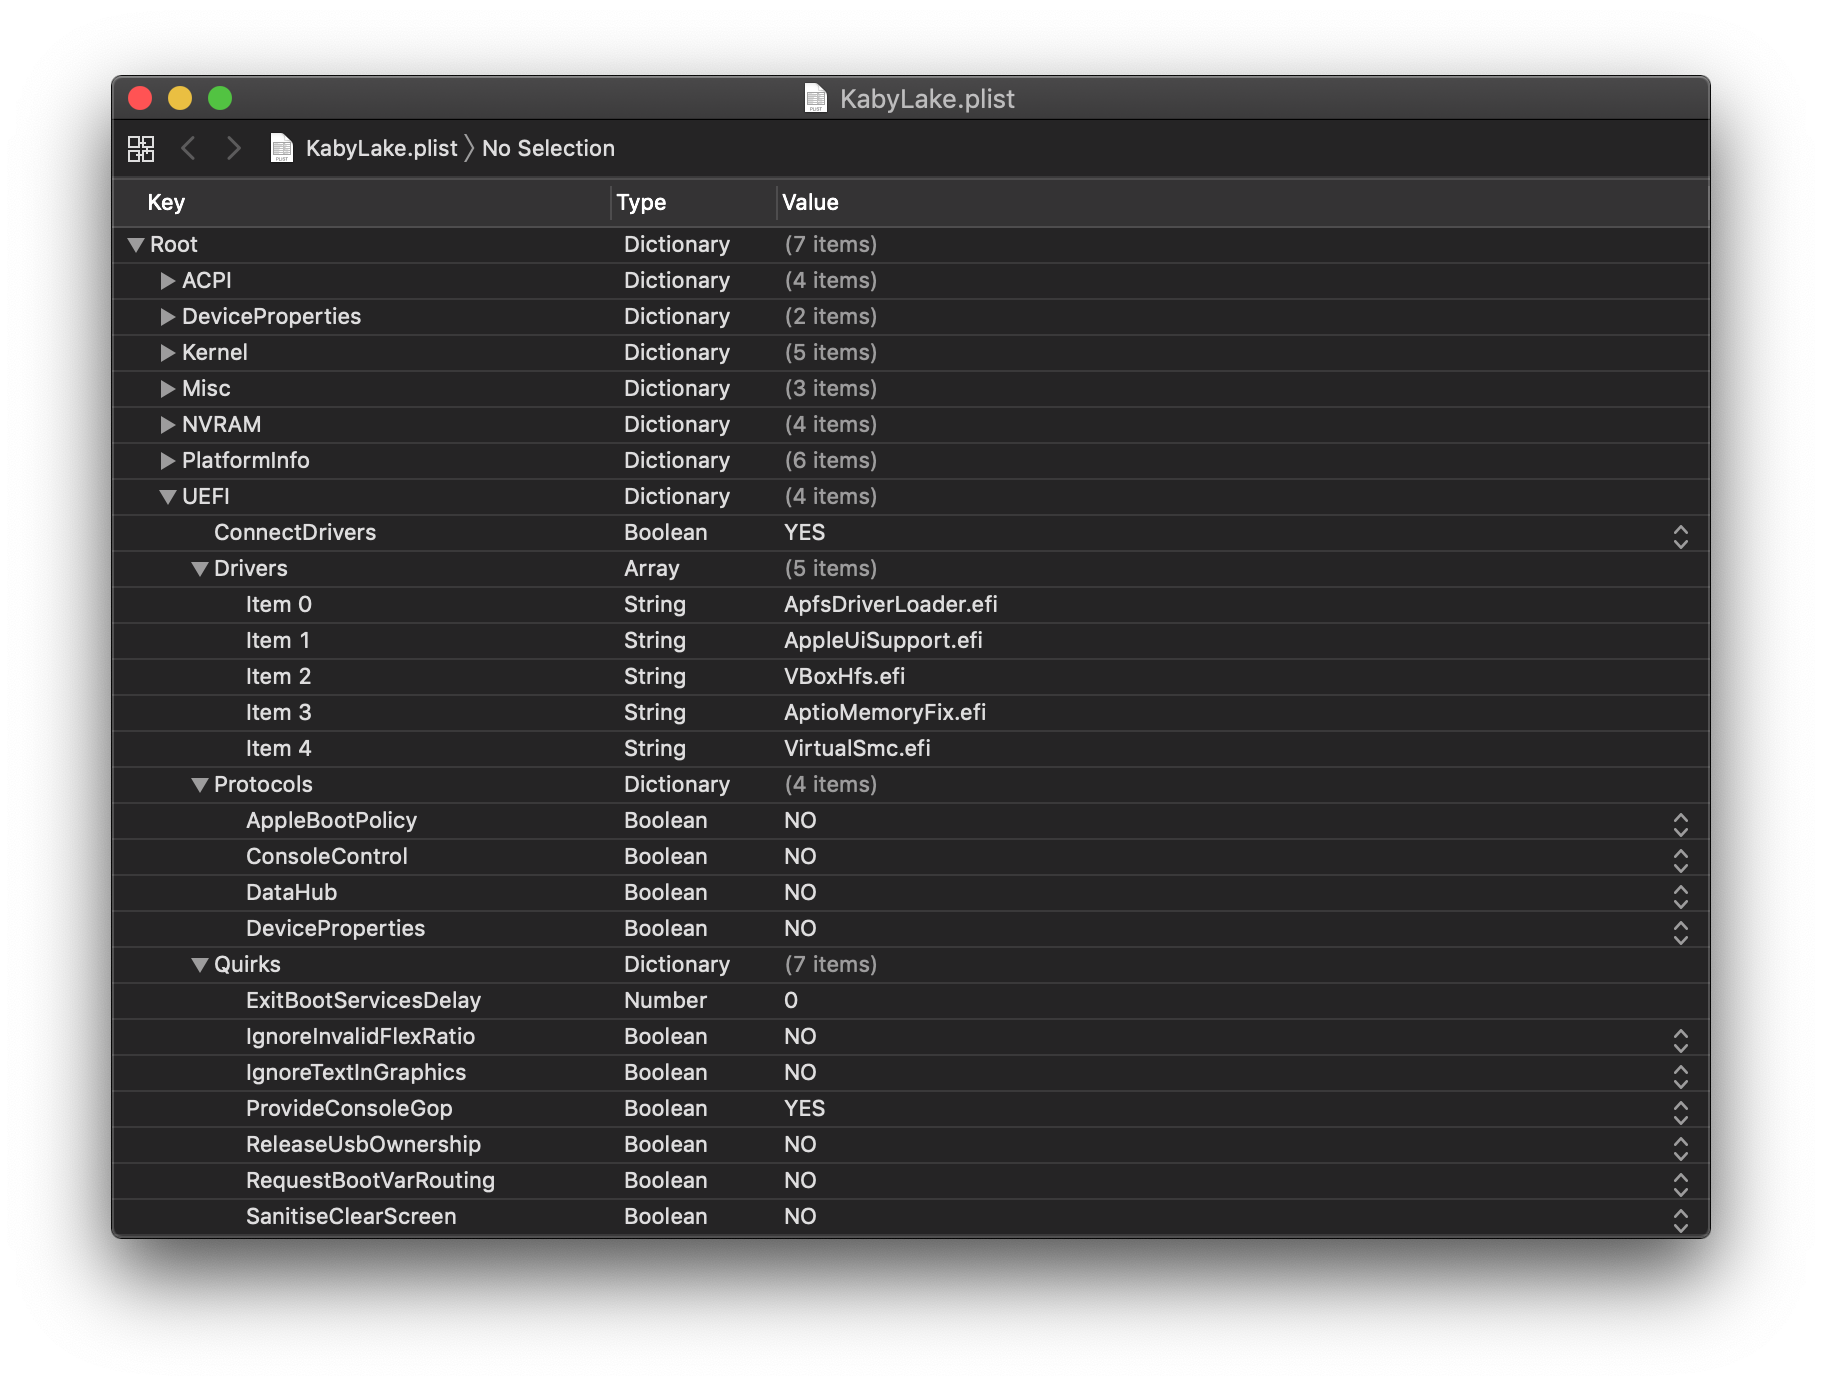 KabyLake.plist
KabyLake.plist No Selection
Key Type Value
Root Dictionary (7 items)
ACPI Dictionary (4 items)
DeviceProperties Dictionary (2 items)
Kernel Dictionary (5 items)
Misc Dictionary (3 items)
NVRAM Dictionary (4 items)
PlatformInfo Dictionary (6 items)
UEFI Dictionary (4 items)
ConnectDrivers Boolean YES
Drivers Array (5 items)
Item 0 String ApfsDriverLoader.efi
Item 1 String AppleUiSupport.efi
Item 2 String VBoxHfs.efi
Item 3 String AptioMemoryFix.efi
Item 4 String VirtualSmc.efi
Protocols Dictionary (4 items)
AppleBootPolicy Boolean NO
ConsoleControl Boolean NO
DataHub Boolean NO
DeviceProperties Boolean NO
Quirks Dictionary (7 items)
ExitBootServicesDelay Number 0
IgnoreInvalidFlexRatio Boolean NO
IgnoreTextInGraphics Boolean NO
ProvideConsoleGop Boolean YES
ReleaseUsbOwnership Boolean NO
RequestBootVarRouting Boolean NO
SanitiseClearScreen Boolean NO